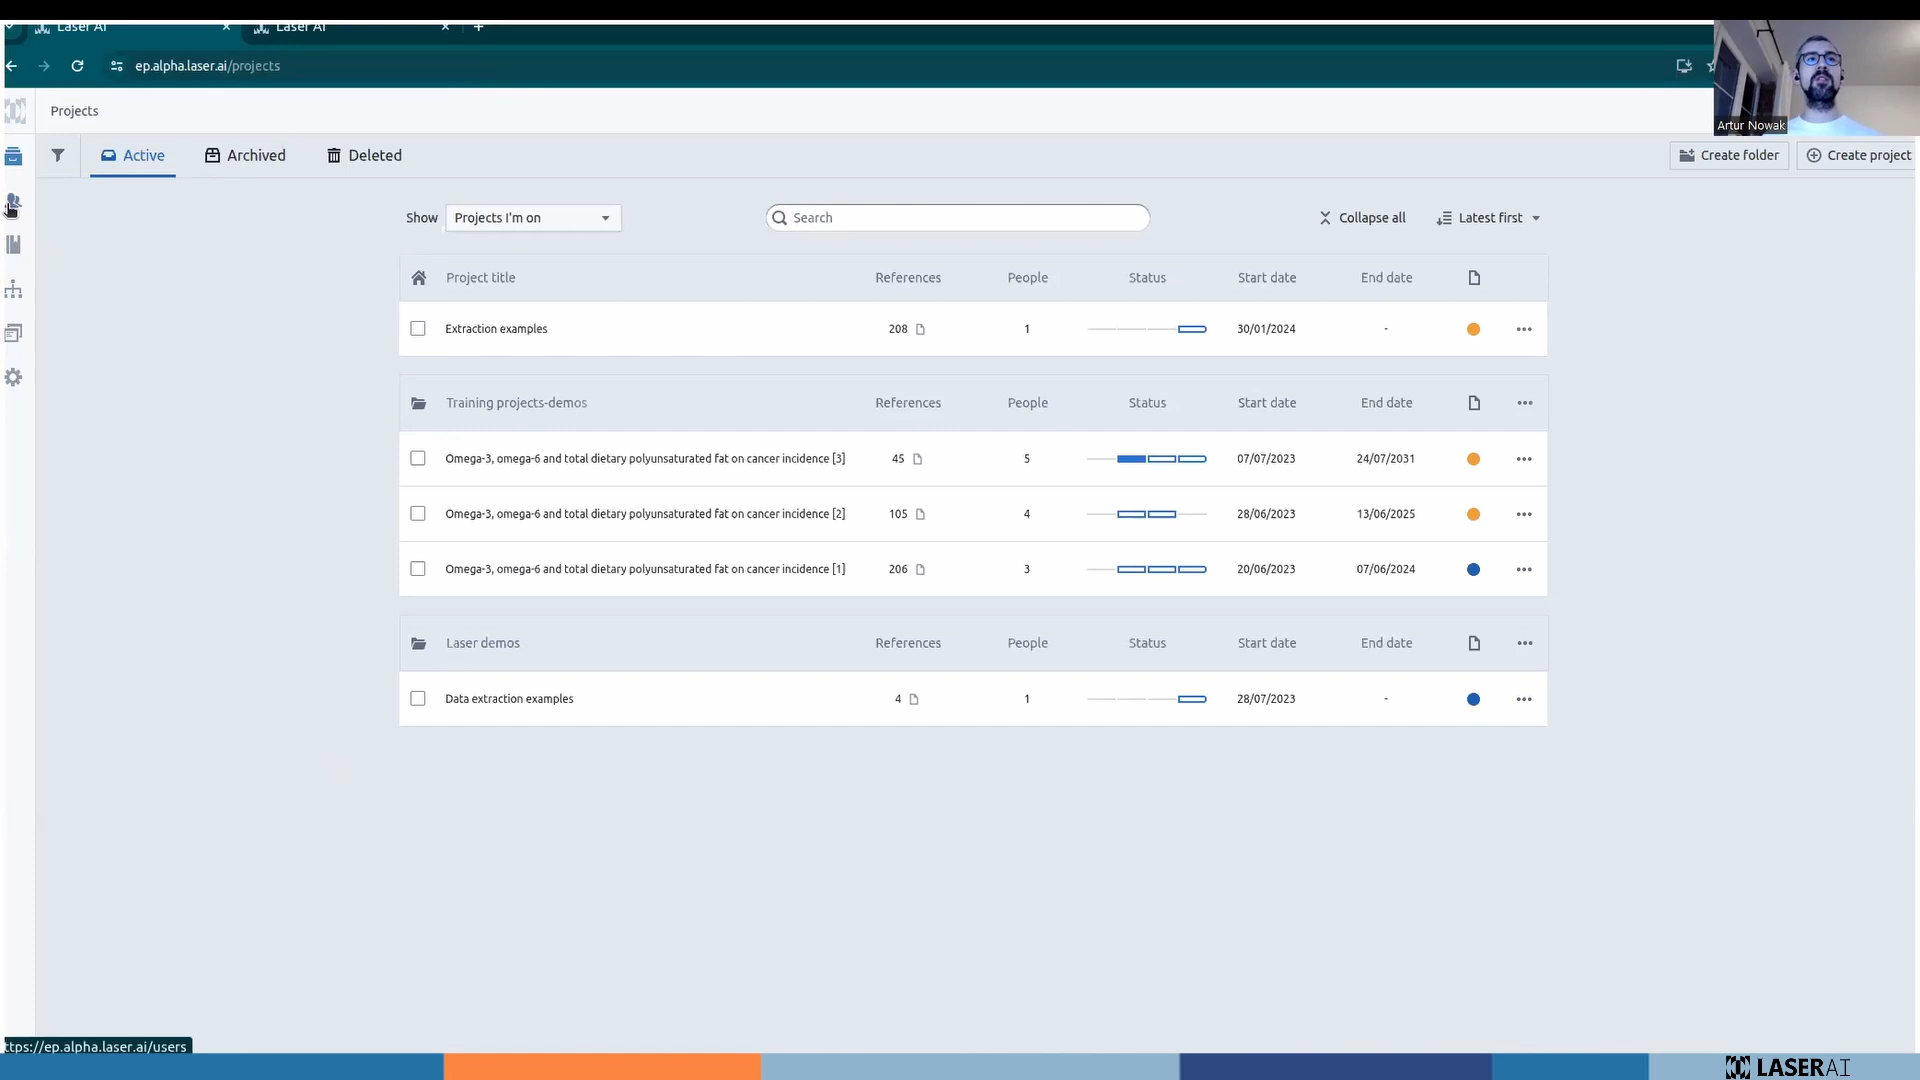 Laser AI
Laser AI
ep.alpha.laser.ai/projects
Artur Nowak
Projects
Active
Archived
Deleted
Create folder
Create project
Show
Projects I'm on
Search
Collapse all
Latest first
Project title References People Status Start date End date
Extraction examples 208 1 30/01/2024 -
Training projects-demos References People Status Start date End date
Omega-3, omega-6 and total dietary polyunsaturated fat on cancer incidence [3] 45 5 07/07/2023 24/07/2031
Omega-3, omega-6 and total dietary polyunsaturated fat on cancer incidence [2] 105 4 28/06/2023 13/06/2025
Omega-3, omega-6 and total dietary polyunsaturated fat on cancer incidence [1] 206 3 20/06/2023 07/06/2024
Laser demos References People Status Start date End date
Data extraction examples 4 1 28/07/2023 -
ttps://ep.alpha.laser.ai/users
LASERAI